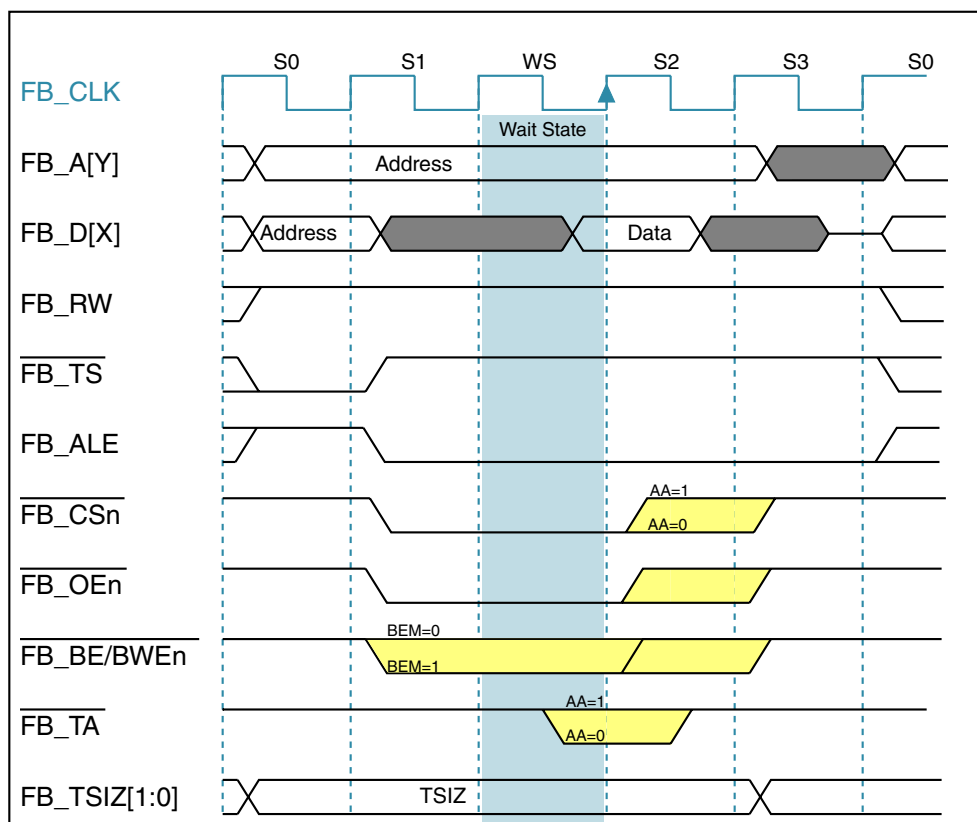 S0 S1 WS S2 S3 S0
FB_CLK
Wait State
FB_A[Y] Address
FB_D[X] Address Data
FB_RW
FB_TS
FB_ALE
FB_CSn AA=1
AA=0
FB_OEn
FB_BE/BWEn BEM=0
BEM=1
FB_TA AA=1
AA=0
FB_TSIZ[1:0] TSIZ